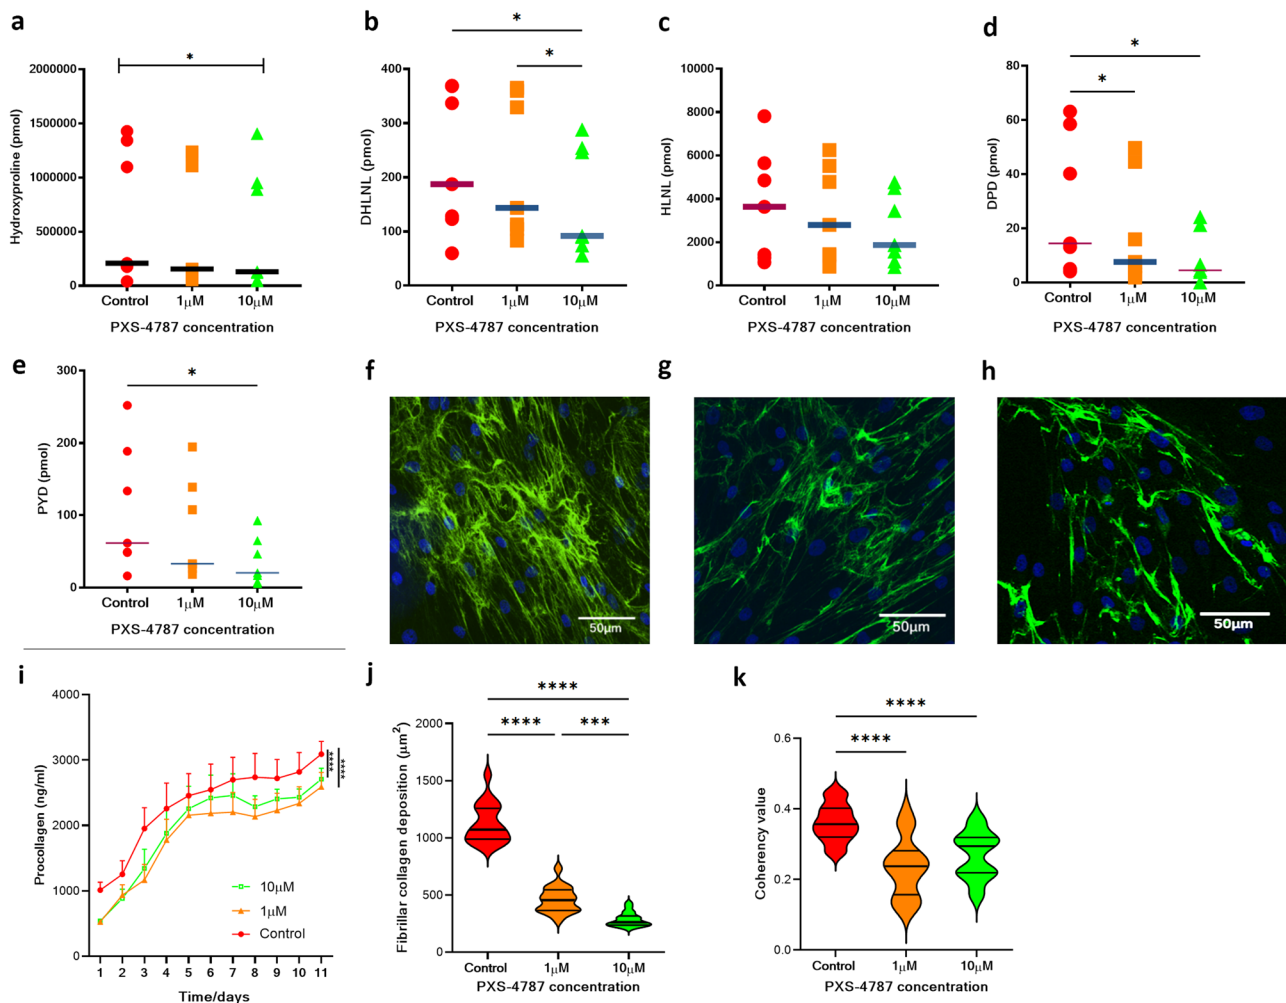 a
*
Hydroxyproline (pmol)
2000000
1500000
1000000
500000
0
Control
1μM
10μM
PXS-4787 concentration
b
*
*
DHLNL (pmol)
400
300
200
100
0
Control
1μM
10μM
PXS-4787 concentration
c
HLNL (pmol)
10000
8000
6000
4000
2000
0
Control
1μM
10μM
PXS-4787 concentration
d
*
*
DPD (pmol)
80
60
40
20
0
Control
1μM
10μM
PXS-4787 concentration
e
*
PYD (pmol)
300
200
100
0
Control
1μM
10μM
PXS-4787 concentration
f
50μm
g
50μm
h
50μm
i
Procollagen (ng/ml)
4000
3000
2000
1000
0
****
****
10μM
1μM
Control
1 2 3 4 5 6 7 8 9 10 11
Time/days
j
****
****
***
Fibrillar collagen deposition (μm²)
2000
1500
1000
500
0
Control
1μM
10μM
PXS-4787 concentration
k
****
****
Coherency value
0.6
0.4
0.2
0.0
Control
1μM
10μM
PXS-4787 concentration